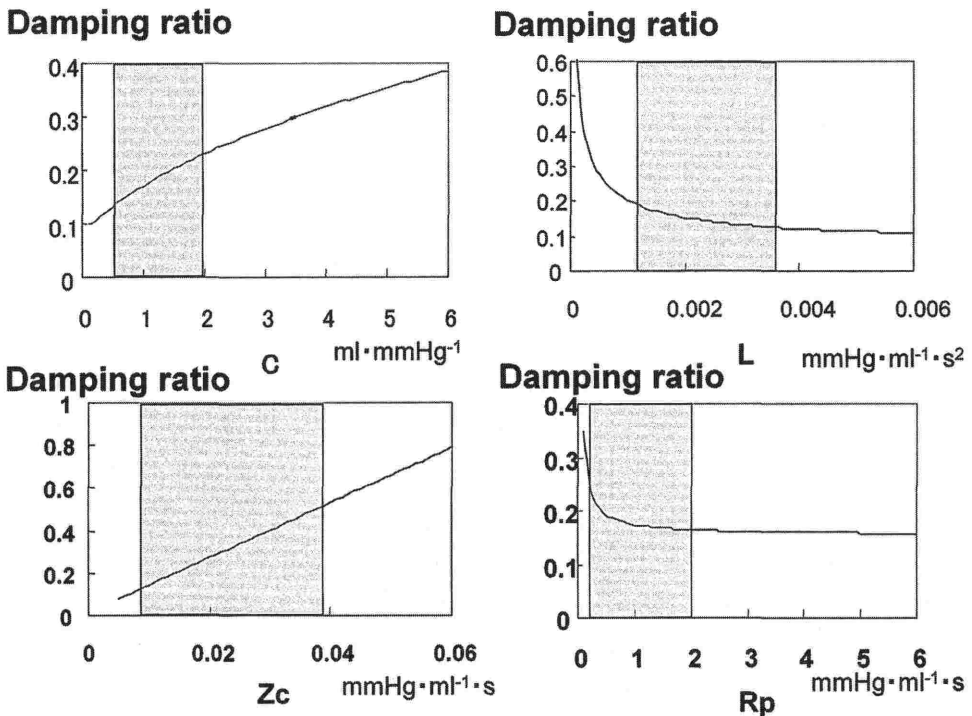 Damping ratio
0.4
0.3
0.2
0.1
0
0 1 2 3 4 5 6
C ml·mmHg⁻¹
Damping ratio
0.6
0.5
0.4
0.3
0.2
0.1
0
0 0.002 0.004 0.006
L mmHg·ml⁻¹·s²
Damping ratio
1
0.8
0.6
0.4
0.2
0
0 0.02 0.04 0.06
Zc mmHg·ml⁻¹·s
Damping ratio
0.4
0.3
0.2
0.1
0
0 1 2 3 4 5 6
Rp mmHg·ml⁻¹·s